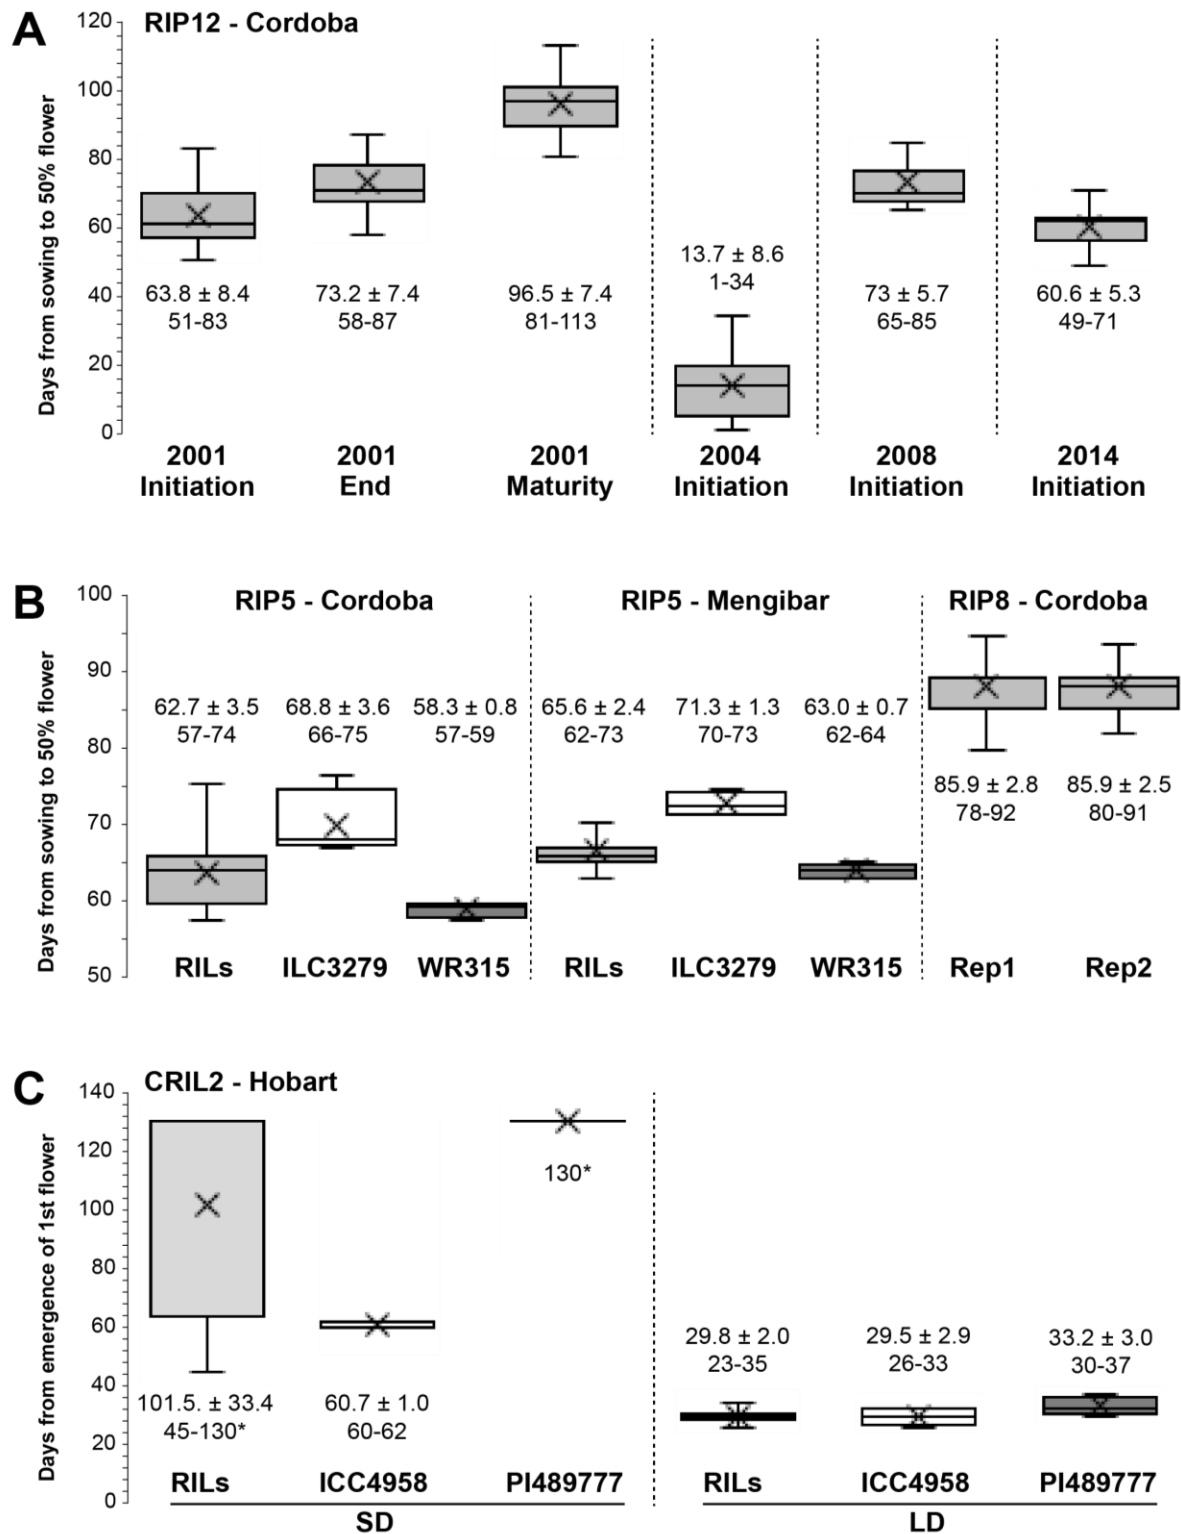 A
RIP12 - Cordoba
Days from sowing to 50% flower
120
100
80
60
40
20
0
63.8 ± 8.4
51-83
73.2 ± 7.4
58-87
96.5 ± 7.4
81-113
13.7 ± 8.6
1-34
73 ± 5.7
65-85
60.6 ± 5.3
49-71
2001
Initiation
2001
End
2001
Maturity
2004
Initiation
2008
Initiation
2014
Initiation
B
RIP5 - Cordoba
RIP5 - Mengibar
RIP8 - Cordoba
Days from sowing to 50% flower
100
90
80
70
60
50
62.7 ± 3.5
57-74
68.8 ± 3.6
66-75
58.3 ± 0.8
57-59
65.6 ± 2.4
62-73
71.3 ± 1.3
70-73
63.0 ± 0.7
62-64
85.9 ± 2.8
78-92
85.9 ± 2.5
80-91
RILs
ILC3279
WR315
RILs
ILC3279
WR315
Rep1
Rep2
C
CRIL2 - Hobart
Days from emergence of 1st flower
140
120
100
80
60
40
20
0
101.5. ± 33.4
45-130*
60.7 ± 1.0
60-62
130*
29.8 ± 2.0
23-35
29.5 ± 2.9
26-33
33.2 ± 3.0
30-37
RILs
ICC4958
PI489777
RILs
ICC4958
PI489777
SD
LD